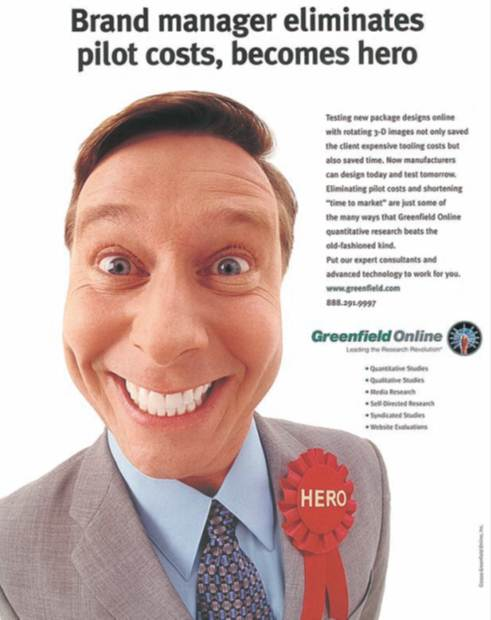 Brand manager eliminates
pilot costs, becomes hero
Testing new package designs online
with rotating 3-D images not only saved
the client expensive tooling costs but
also saved time. Now manufacturers
can design today and test tomorrow.
Eliminating pilot costs and shortening
"time to market" are just some of
the many ways that Greenfield Online
quantitative research beats the
old-fashioned kind.
Put our expert consultants and
advanced technology to work for you.
www.greenfield.com
888.291.9997
Greenfield Online
Leading the Research Revolution
• Quantitative Studies
• Qualitative Studies
• Media Research
• Self-Directed Research
• Syndicated Studies
• Website Evaluations
HERO
Greenfield Online, Inc.